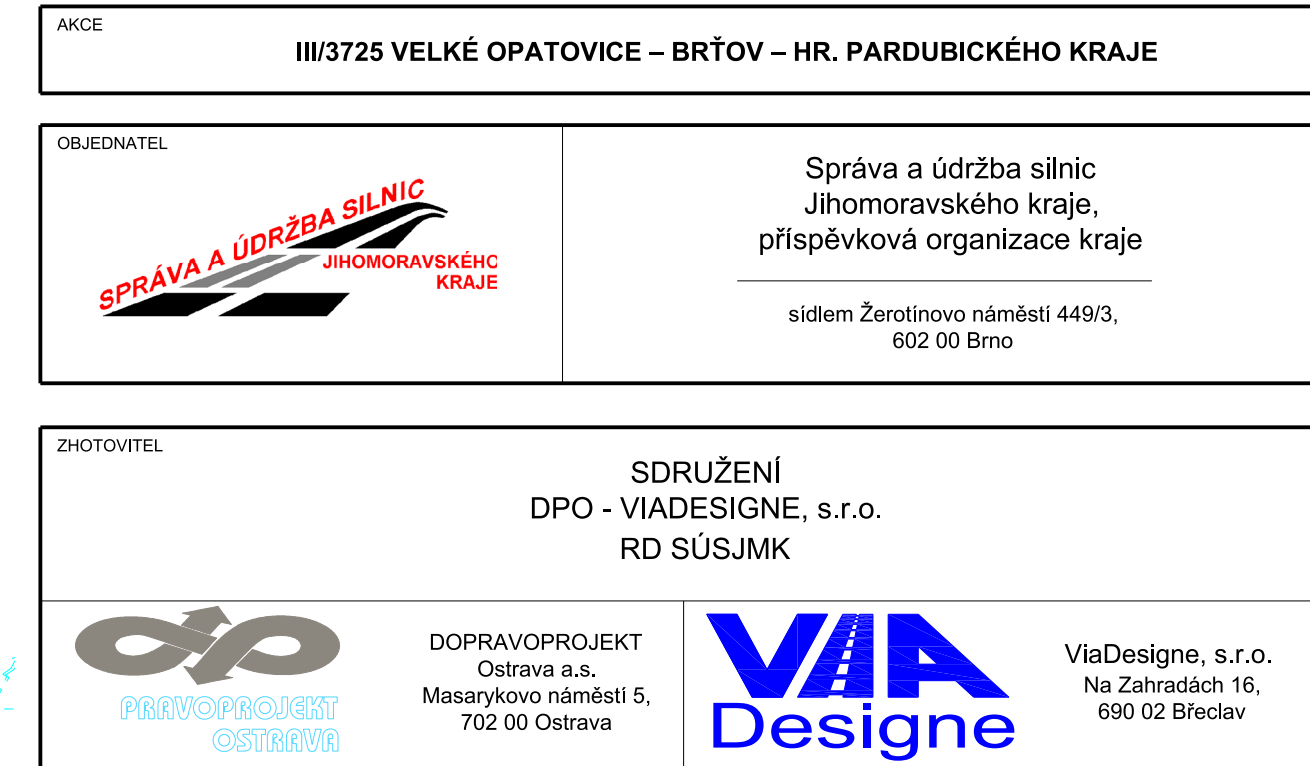 AKCE
III/3725 VELKÉ OPATOVICE – BRŤOV – HR. PARDUBICKÉHO KRAJE
OBJEDNATEL
SPRÁVA A ÚDRŽBA SILNIC
JIHOMORAVSKÉHO
KRAJE
Správa a údržba silnic
Jihomoravského kraje,
příspěvková organizace kraje
sídlem Žerotínovo náměstí 449/3,
602 00 Brno
ZHOTOVITEL
SDRUŽENÍ
DPO - VIADESIGNE, s.r.o.
RD SÚSJMK
PRAVOPROJEKT
OSTRAVA
DOPRAVOPROJEKT
Ostrava a.s.
Masarykovo náměstí 5,
702 00 Ostrava
VIA
Designe
ViaDesigne, s.r.o.
Na Zahradách 16,
690 02 Břeclav